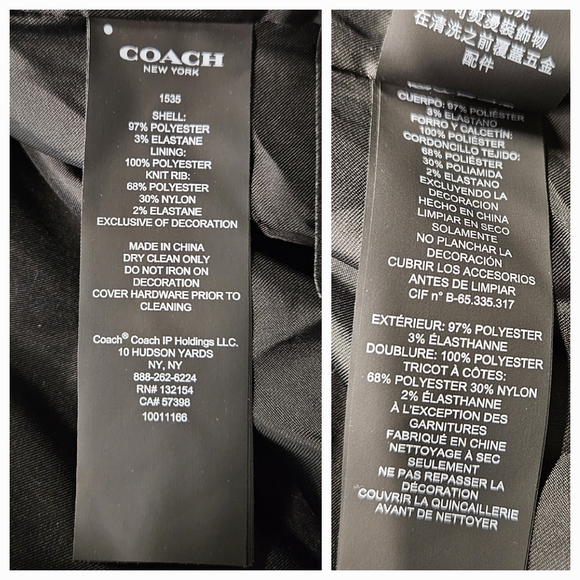 COACH
NEW YORK
1535
SHELL:
97% POLYESTER
3% ELASTANE
LINING:
100% POLYESTER
KNIT RIB:
68% POLYESTER
30% NYLON
2% ELASTANE
EXCLUSIVE OF DECORATION
MADE IN CHINA
DRY CLEAN ONLY
DO NOT IRON ON
DECORATION
COVER HARDWARE PRIOR TO
CLEANING
Coach® Coach IP Holdings LLC.
10 HUDSON YARDS
NY, NY
888-262-6224
RN# 132154
CA# 57398
10011166
熨燙裝飾物
在清洗之前覆蓋五金
配件
CUERPO: 97% POLIÉSTER
3% ELASTANO
FORRO Y CALCETÍN:
100% POLIÉSTER
CORDONCILLO TEJIDO:
68% POLIÉSTER
30% POLIAMIDA
2% ELASTANO
EXCLUYENDO LA
DECORACIÓN
HECHO EN CHINA
LIMPIAR EN SECO
SOLAMENTE
NO PLANCHAR LA
DECORACIÓN
CUBRIR LOS ACCESORIOS
ANTES DE LIMPIAR
CIF n° B-65.335.317
EXTÉRIEUR: 97% POLYESTER
3% ÉLASTHANNE
DOUBLURE: 100% POLYESTER
TRICOT À CÔTES:
68% POLYESTER 30% NYLON
2% ÉLASTHANNE
À L'EXCEPTION DES
GARNITURES
FABRIQUÉ EN CHINE
NETTOYAGE À SEC
SEULEMENT
NE PAS REPASSER LA
DÉCORATION
COUVRIR LA QUINCAILLERIE
AVANT DE NETTOYER